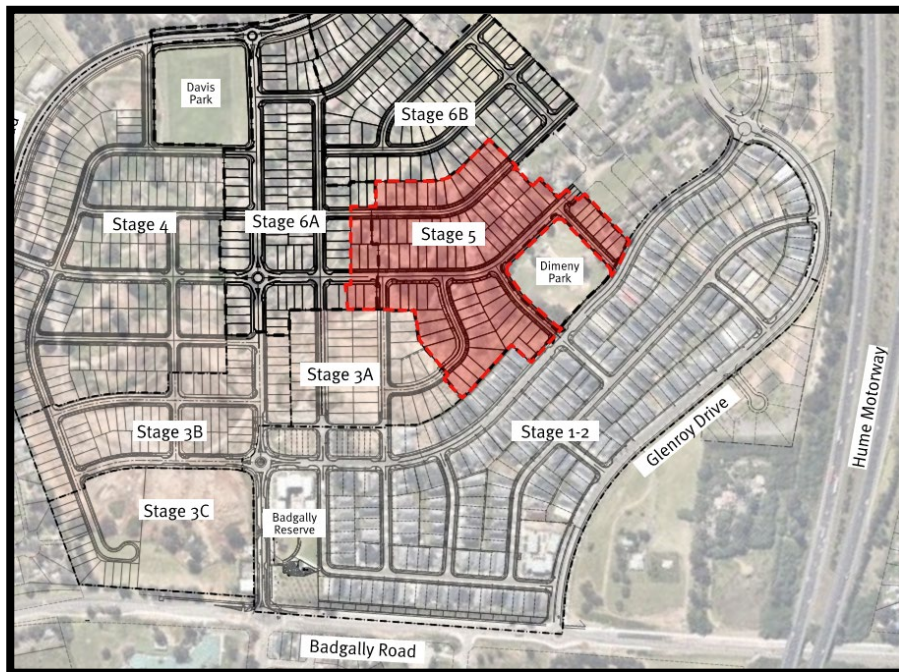 Davis
Park
Stage 6B
Stage 4
Stage 6A
Stage 5
Dimeny
Park
Stage 3A
Stage 3B
Stage 1-2
Glenroy Drive
Hume Motorway
Stage 3C
Badgally
Reserve
Badgally Road